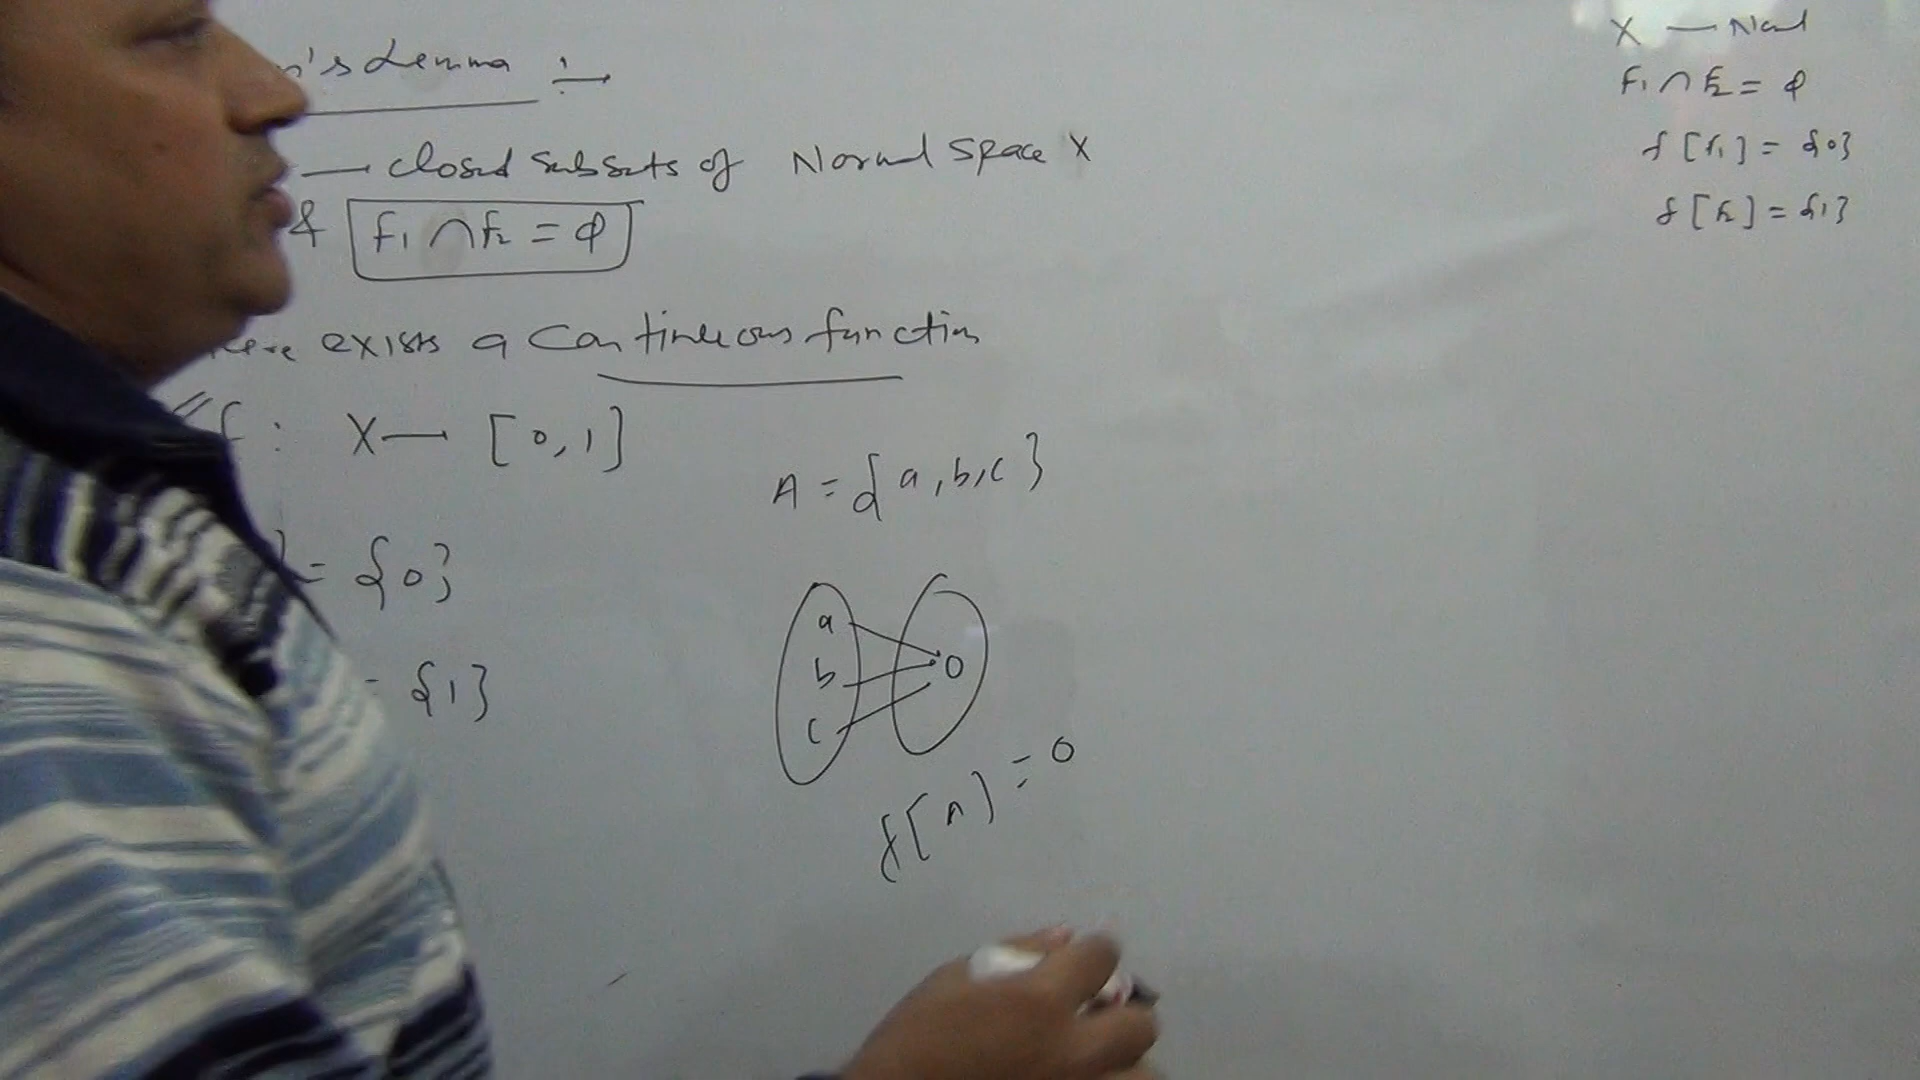 n's Lemma :-
— closed subsets of Normal space X
& F₁ ∩ F₂ = φ
here exists a continuous function
f : X — [0,1]
= {0}
= {1}
A = {a,b,c}
a
b
c
0
f[A] = 0
X —
F₁ ∩ F₂ = φ
f[F₁] = {0}
f[F₂] = {1}